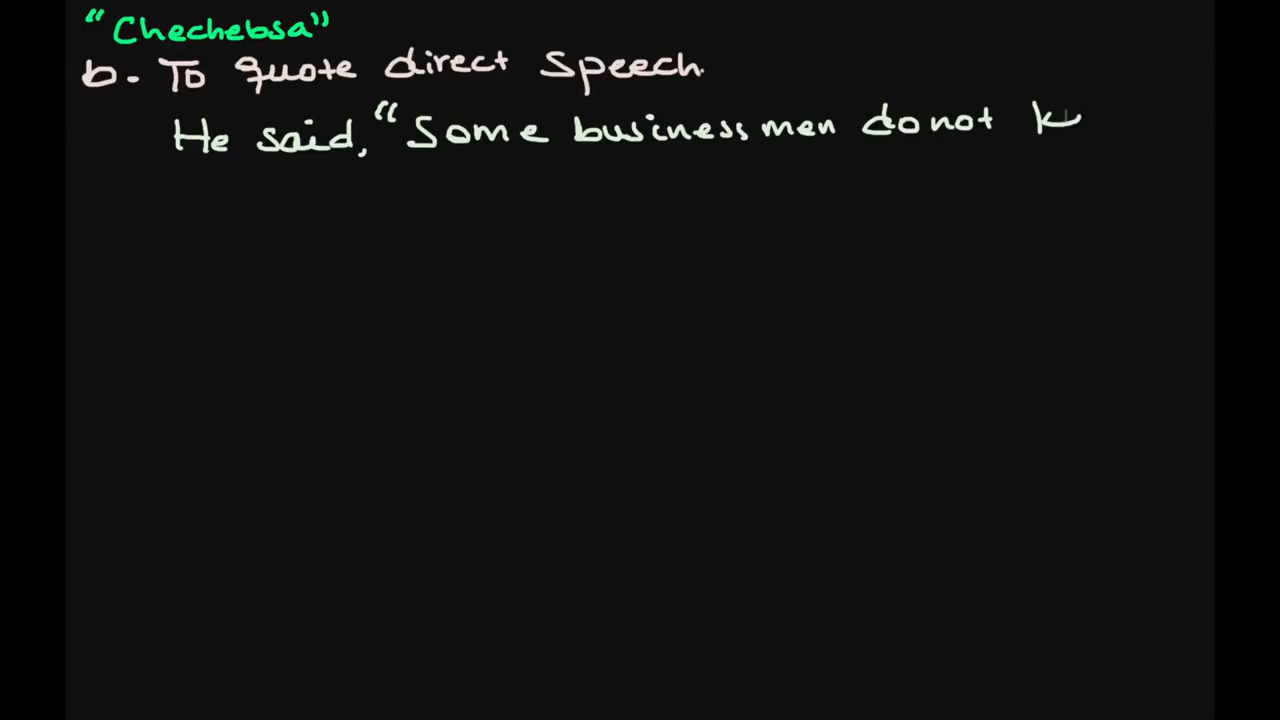 "Chechebsa"
b. To quote direct Speech.
He said, "Some businessmen donot